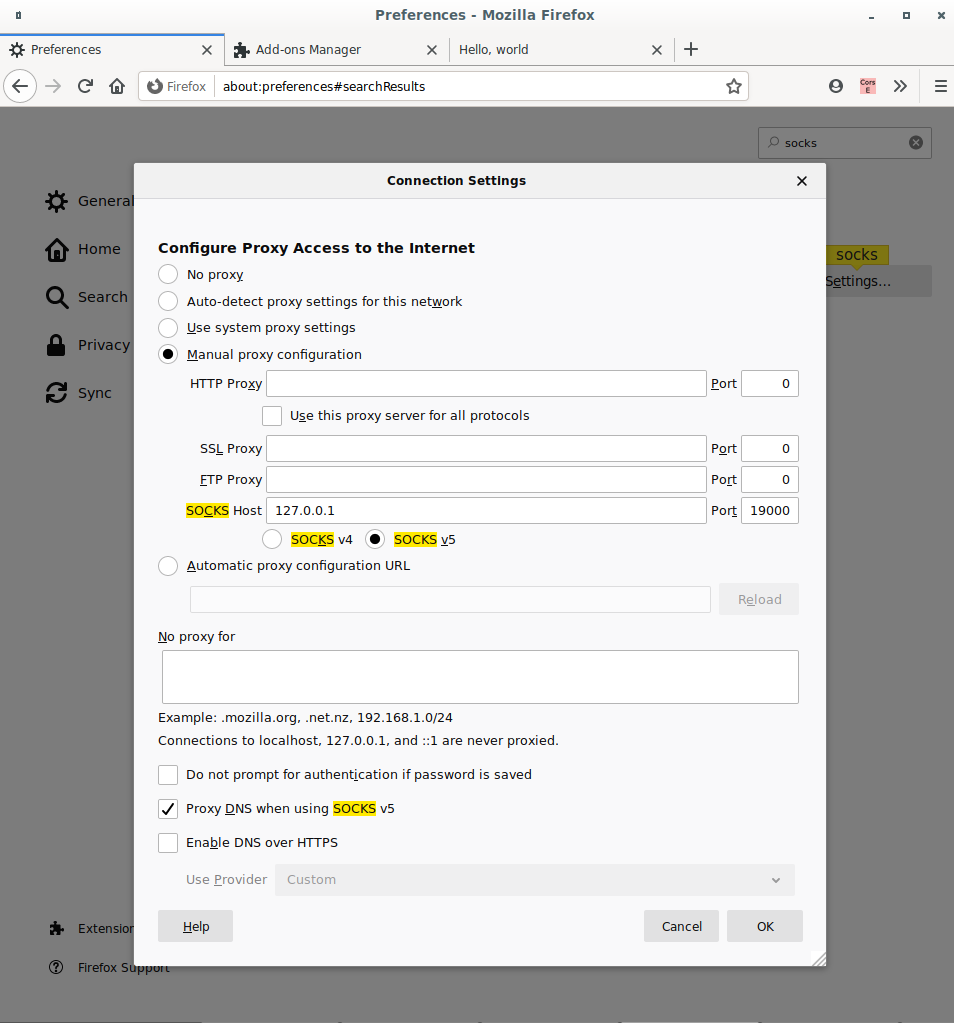 Preferences - Mozilla Firefox
Preferences Add-ons Manager Hello, world
Firefox about:preferences#searchResults Cors E
socks
Connection Settings
General
Configure Proxy Access to the Internet
Home
socks
No proxy
Settings...
Search
Auto-detect proxy settings for this network
Use system proxy settings
Privacy
Manual proxy configuration
HTTP Proxy Port 0
Sync
Use this proxy server for all protocols
SSL Proxy Port 0
FTP Proxy Port 0
SOCKS Host 127.0.0.1 Port 19000
SOCKS v4 SOCKS v5
Automatic proxy configuration URL
Reload
No proxy for
Example: .mozilla.org, .net.nz, 192.168.1.0/24
Connections to localhost, 127.0.0.1, and ::1 are never proxied.
Do not prompt for authentication if password is saved
Proxy DNS when using SOCKS v5
Enable DNS over HTTPS
Use Provider Custom
Help Cancel OK
Extension
Firefox Support